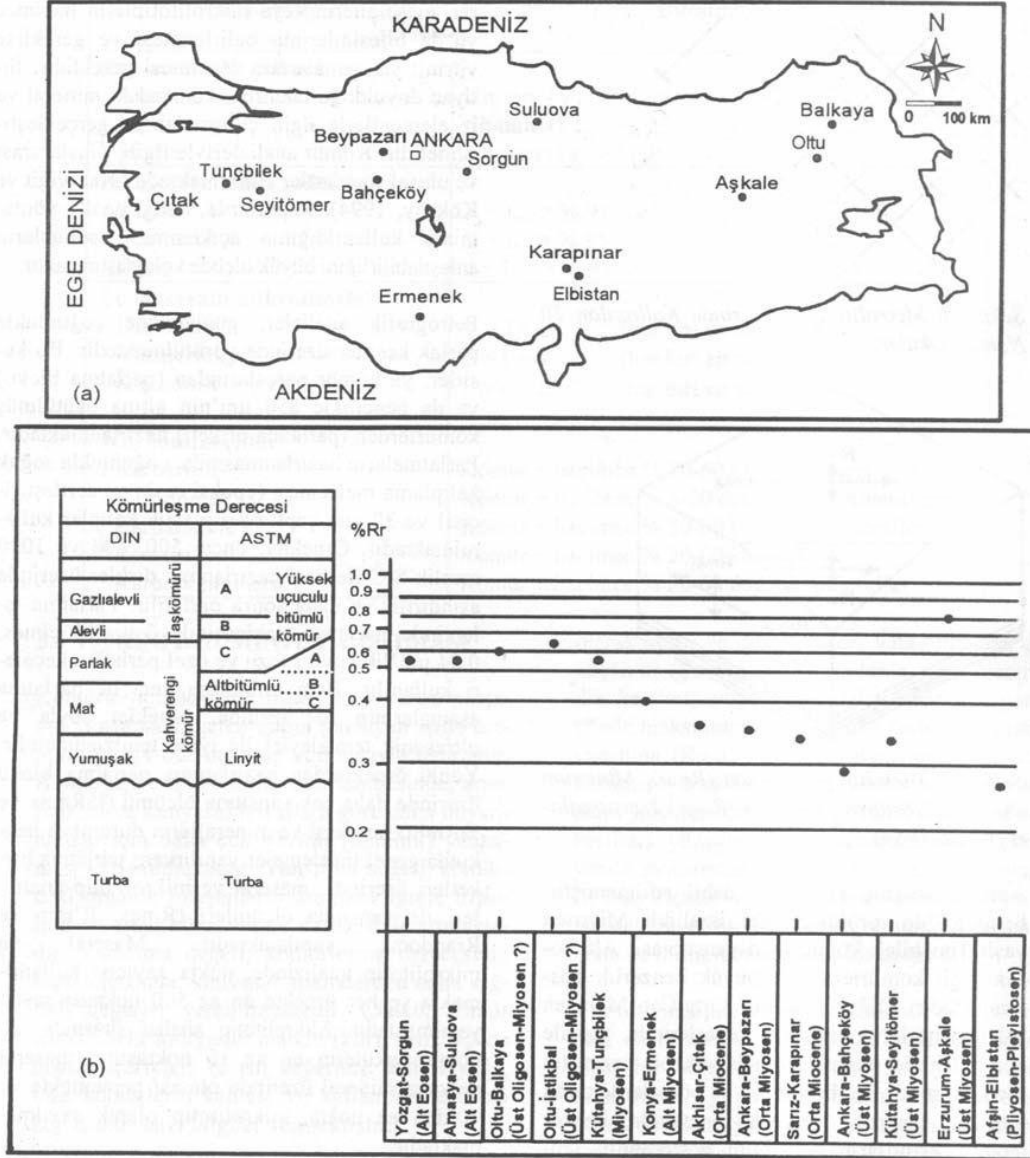 KARADENİZ
N
0 100 km
Suluova
Balkaya
Beypazarı
ANKARA
Oltu
Sorgün
Tunçbilek
Bahçeköy
Aşkale
Çıtak
Seyitömer
EGE DENİZİ
Karapınar
Ermenek
Elbistan
AKDENİZ
(a)
Kömürleşme Derecesi
DIN
ASTM
%Rr
Gazlıalevli
Alevli
Parlak
Mat
Yumuşak
Turba
Taşkömürü
Kahverengi
kömür
A
B
C
Yüksek
uçuculu
bitümlü
kömür
A
Altbitümlü
B
kömür
C
Linyit
Turba
1.0
0.9
0.8
0.7
0.6
0.5
0.4
0.3
0.2
Yozgat-Sorgun
(Alt Eosen)
Amasya-Sulutova
(Alt Eosen)
Oltu-Balkaya
(Üst Oligosen-Miyosen ?)
Oltu-İstikbal
(Üst Oligosen-Miyosen ?)
Kütahya-Tunçbilek
(Miyosen)
Konya-Ermenek
(Alt Miyosen)
Akhisar-Çıtak
(Orta Miyosen)
Ankara-Beypazarı
(Orta Miyosen)
Sarız-Karapınar
(Orta Miocene)
Ankara-Bahçeköy
(Üst Miyosen)
Kütahya-Seyitömer
(Üst Miyosen)
Erzurum-Aşkale
(Üst Miyosen)
Afşin-Elbistan
(Pliyosen-Pleyistosen)
(b)